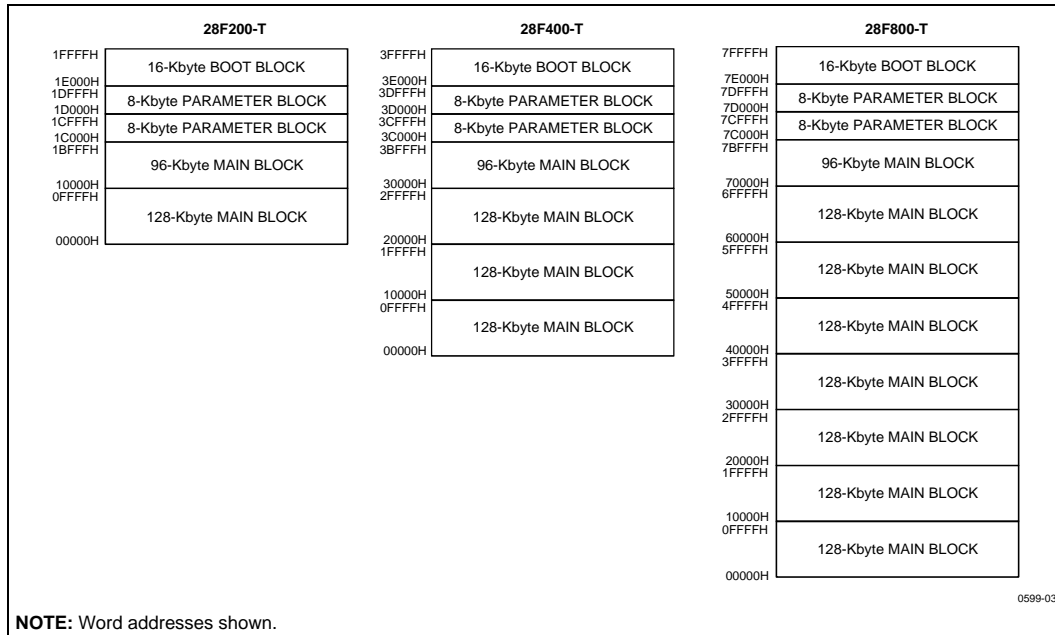 28F200-T
1FFFFH
16-Kbyte BOOT BLOCK
1E000H
1DFFFH
8-Kbyte PARAMETER BLOCK
1D000H
1CFFFH
8-Kbyte PARAMETER BLOCK
1C000H
1BFFFH
96-Kbyte MAIN BLOCK
10000H
0FFFFH
128-Kbyte MAIN BLOCK
00000H
28F400-T
3FFFFH
16-Kbyte BOOT BLOCK
3E000H
3DFFFH
8-Kbyte PARAMETER BLOCK
3D000H
3CFFFH
8-Kbyte PARAMETER BLOCK
3C000H
3BFFFH
96-Kbyte MAIN BLOCK
30000H
2FFFFH
128-Kbyte MAIN BLOCK
20000H
1FFFFH
128-Kbyte MAIN BLOCK
10000H
0FFFFH
128-Kbyte MAIN BLOCK
00000H
28F800-T
7FFFFH
16-Kbyte BOOT BLOCK
7E000H
7DFFFH
8-Kbyte PARAMETER BLOCK
7D000H
7CFFFH
8-Kbyte PARAMETER BLOCK
7C000H
7BFFFH
96-Kbyte MAIN BLOCK
70000H
6FFFFH
128-Kbyte MAIN BLOCK
60000H
5FFFFH
128-Kbyte MAIN BLOCK
50000H
4FFFFH
128-Kbyte MAIN BLOCK
40000H
3FFFFH
128-Kbyte MAIN BLOCK
30000H
2FFFFH
128-Kbyte MAIN BLOCK
20000H
1FFFFH
128-Kbyte MAIN BLOCK
10000H
0FFFFH
128-Kbyte MAIN BLOCK
00000H
0599-03
NOTE: Word addresses shown.